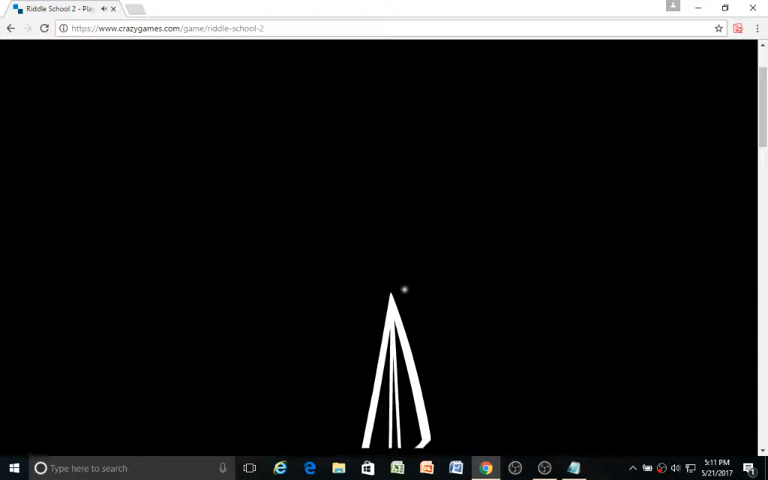 Riddle School 2 - Play
https://www.crazygames.com/game/riddle-school-2
Type here to search
5:11 PM
5/21/2017